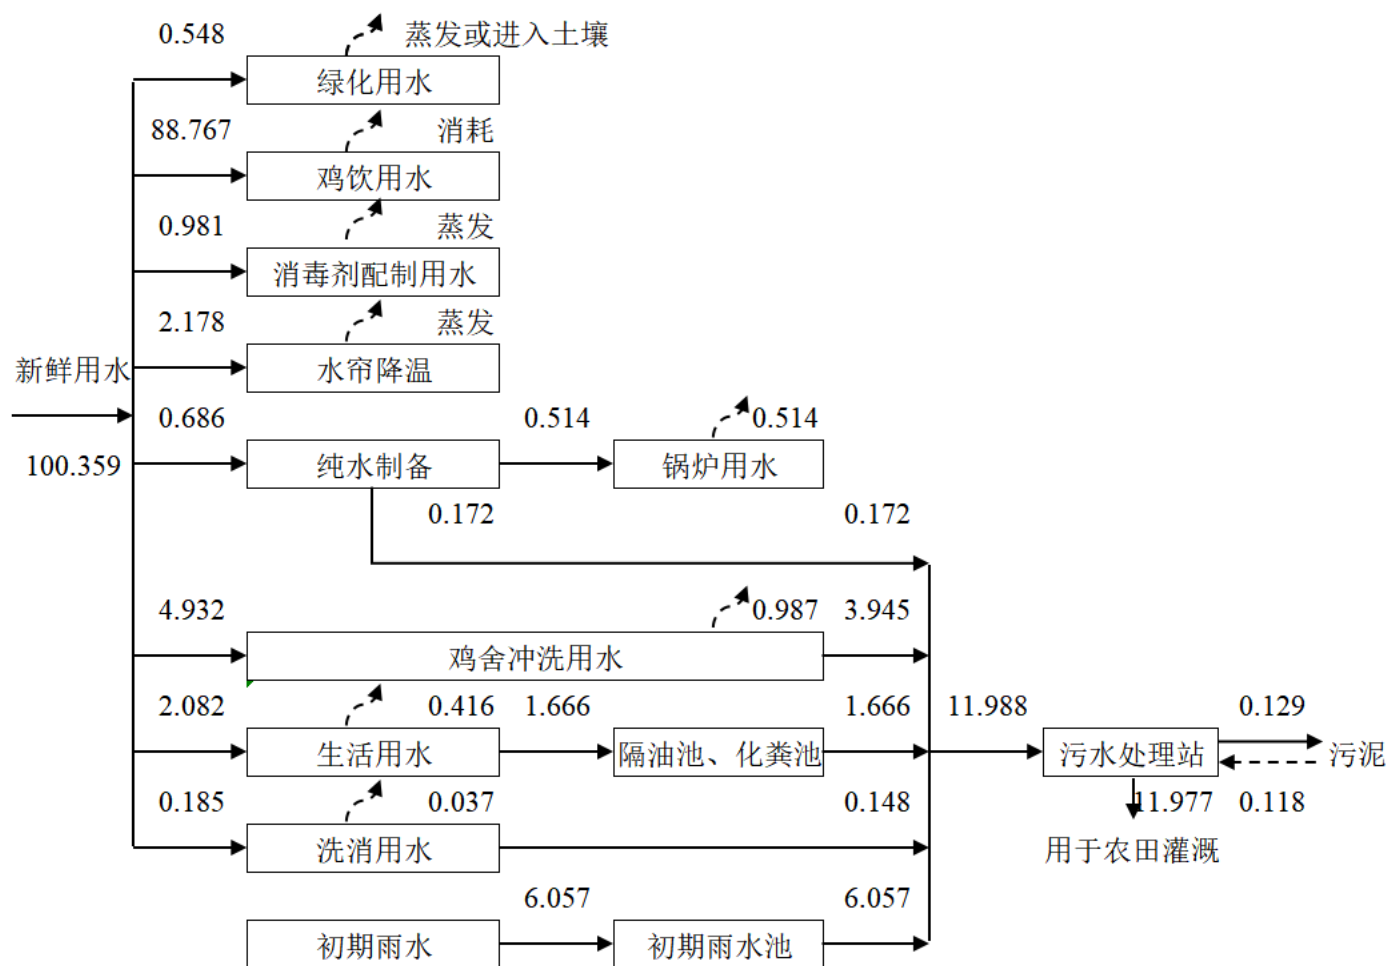 0.548
蒸发或进入土壤
绿化用水
88.767
消耗
鸡饮用水
0.981
蒸发
消毒剂配制用水
2.178
蒸发
新鲜用水
水帘降温
0.686
0.514
0.514
100.359
纯水制备
锅炉用水
0.172
0.172
4.932
0.987
3.945
鸡舍冲洗用水
2.082
0.416
1.666
1.666
11.988
0.129
生活用水
隔油池、化粪池
污水处理站
污泥
0.185
0.037
0.148
11.977
0.118
洗消用水
用于农田灌溉
6.057
6.057
初期雨水
初期雨水池